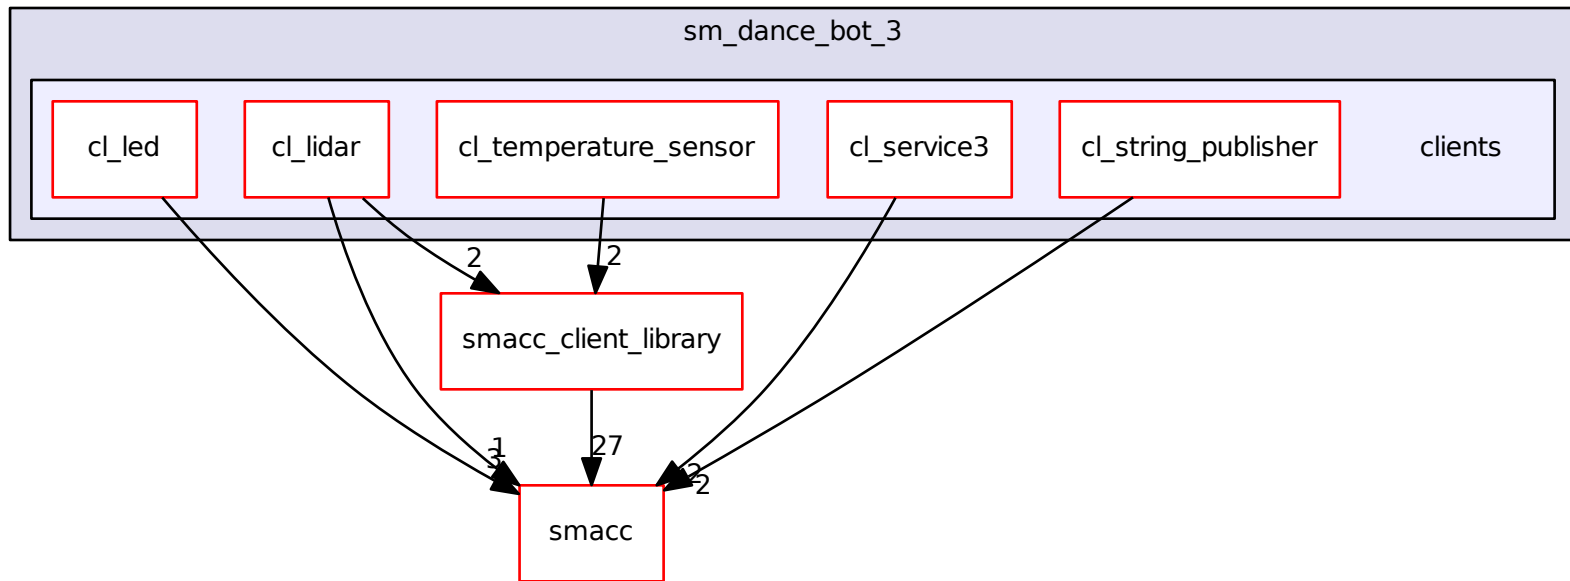 sm_dance_bot_3
cl_led
cl_lidar
cl_temperature_sensor
cl_service3
cl_string_publisher
clients
2
2
smacc_client_library
27
1
3
2
2
smacc